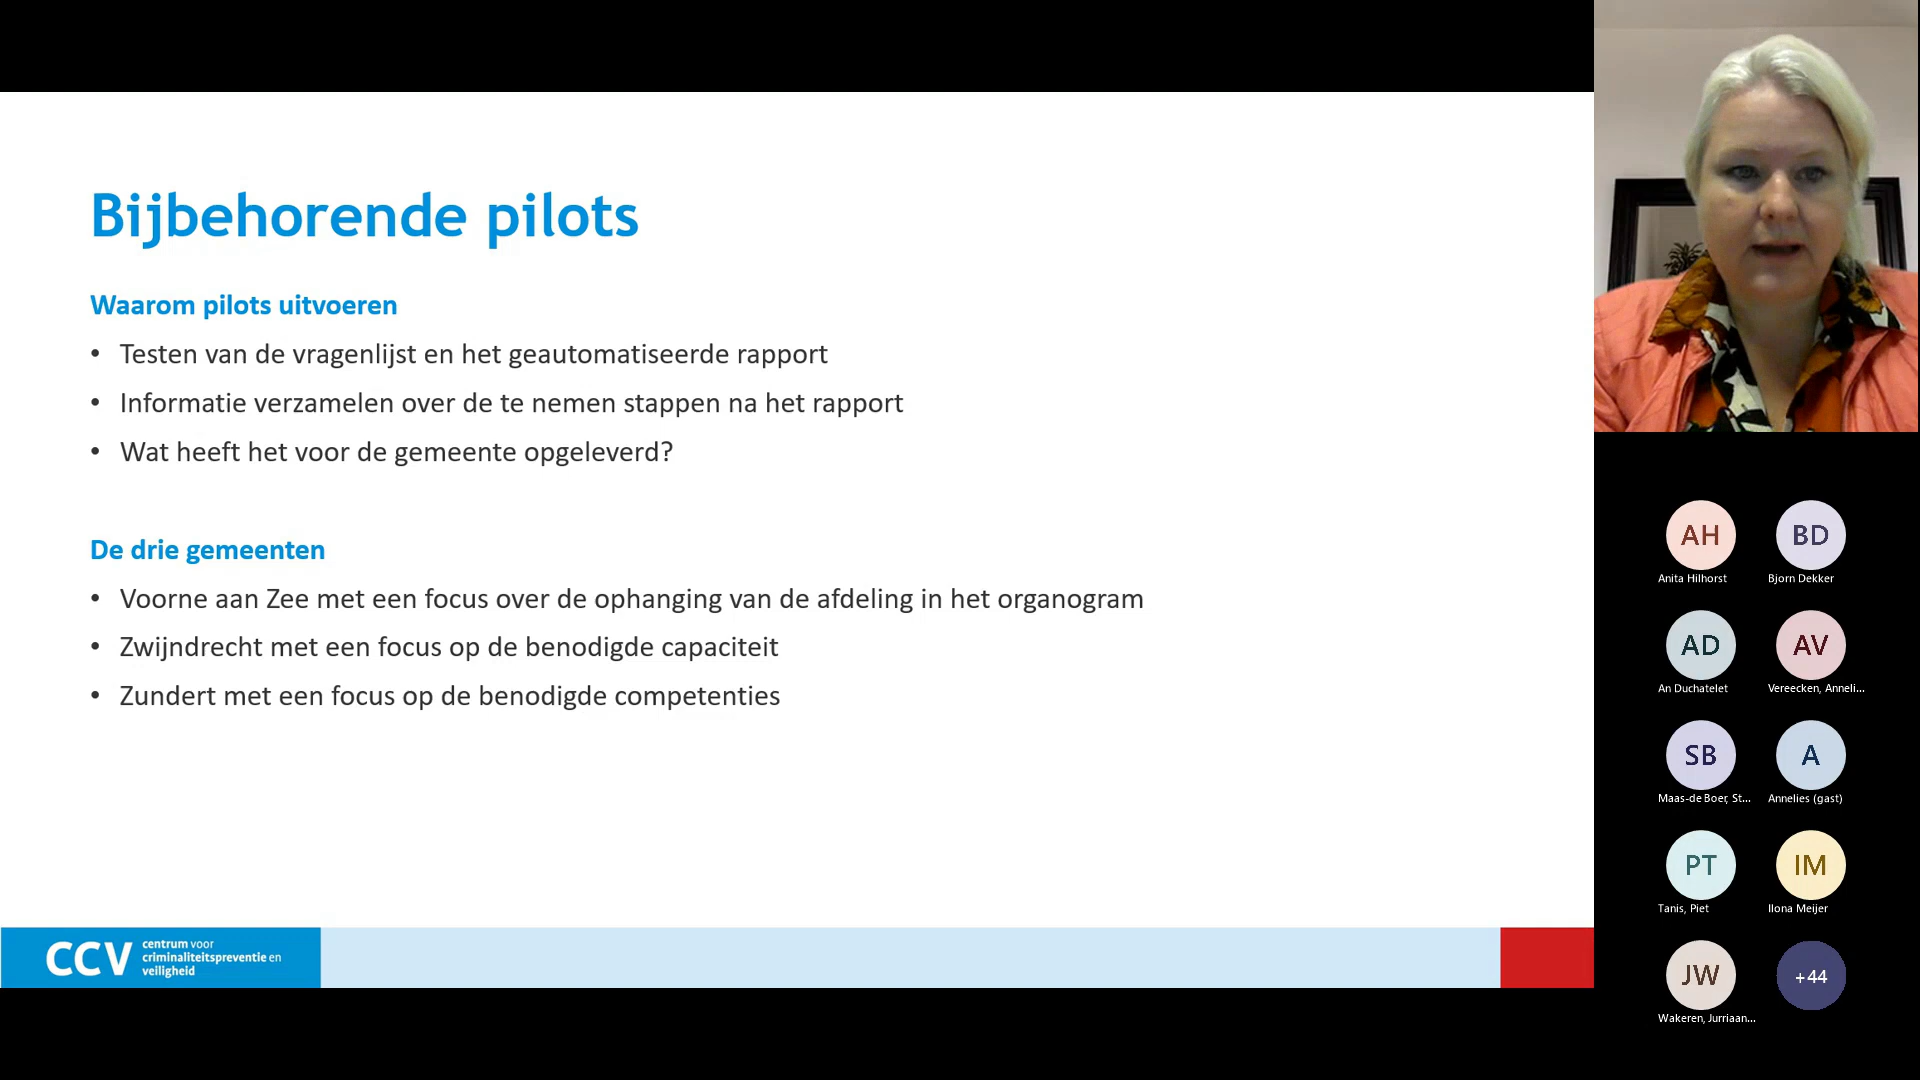 Bijbehorende pilots
Waarom pilots uitvoeren
• Testen van de vragenlijst en het geautomatiseerde rapport
• Informatie verzamelen over de te nemen stappen na het rapport
• Wat heeft het voor de gemeente opgeleverd?
De drie gemeenten
• Voorne aan Zee met een focus over de ophanging van de afdeling in het organogram
• Zwijndrecht met een focus op de benodigde capaciteit
• Zundert met een focus op de benodigde competenties
CCV
centrum voor
criminaliteitspreventie en
veiligheid
AH
Anita Hilhorst
BD
Bjorn Dekker
AD
An Duchatelet
AV
Vereecken, Anneli...
SB
Maas-de Boer, St...
A
Annelies (gast)
PT
Tanis, Piet
IM
Ilona Meijer
JW
Wakeren, Jurriaan...
+44